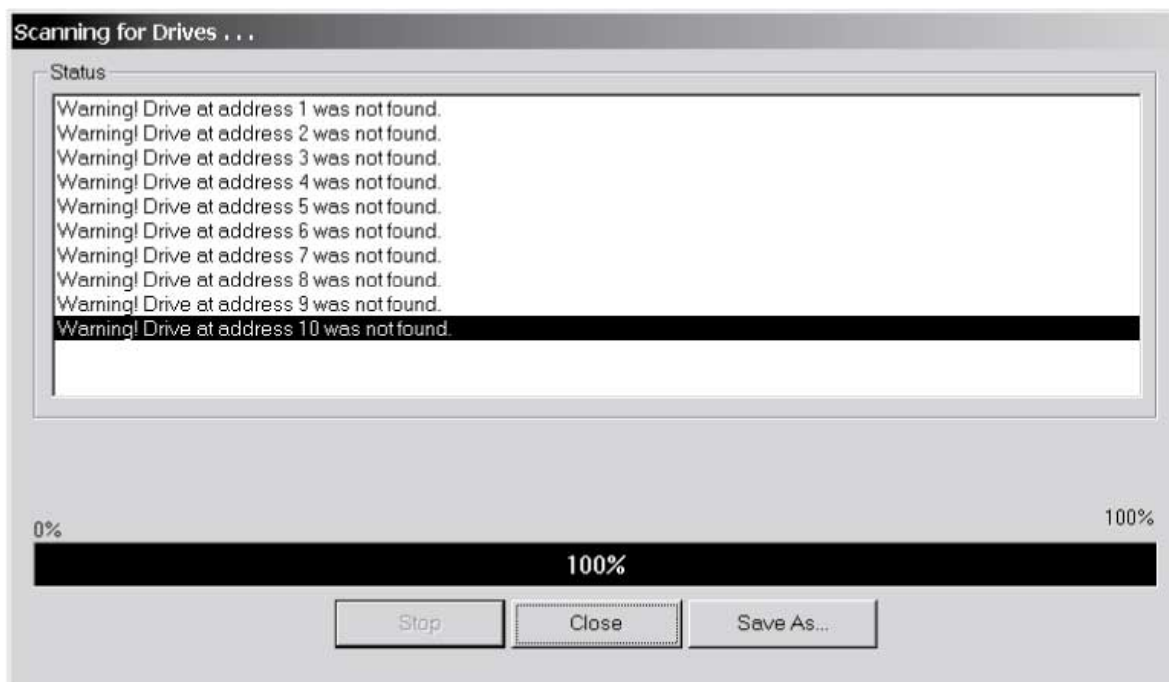 Scanning for Drives . . .
Status
Warning! Drive at address 1 was not found.
Warning! Drive at address 2 was not found.
Warning! Drive at address 3 was not found.
Warning! Drive at address 4 was not found.
Warning! Drive at address 5 was not found.
Warning! Drive at address 6 was not found.
Warning! Drive at address 7 was not found.
Warning! Drive at address 8 was not found.
Warning! Drive at address 9 was not found.
Warning! Drive at address 10 was not found.
0% 100%
100%
Stop Close Save As...